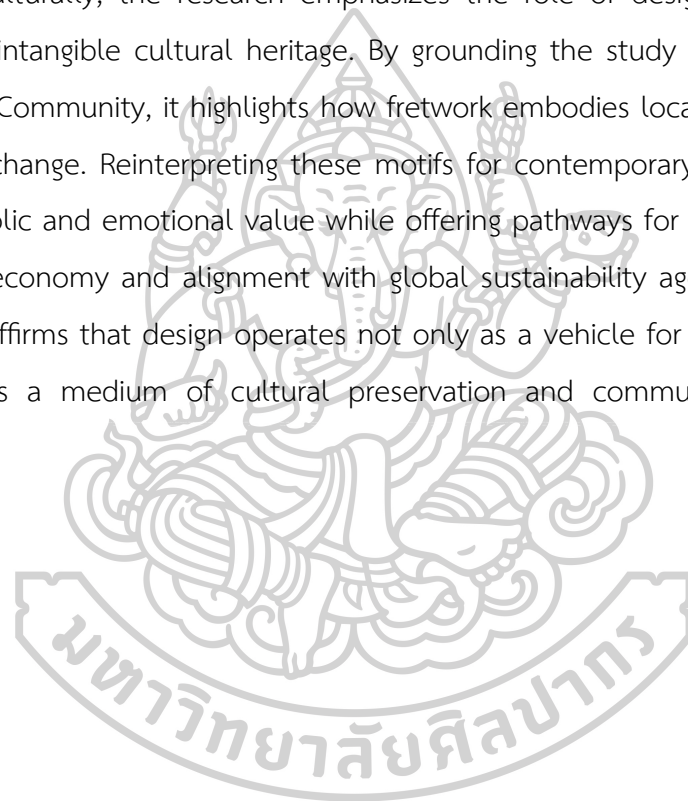 ulturally, the research emphasizes the role of desig
intangible cultural heritage. By grounding the study
Community, it highlights how fretwork embodies loca
change. Reinterpreting these motifs for contemporary
olic and emotional value while offering pathways for
economy and alignment with global sustainability ag
ffirms that design operates not only as a vehicle for
s a medium of cultural preservation and commu
มหาวิทยาลัยศิลปากร